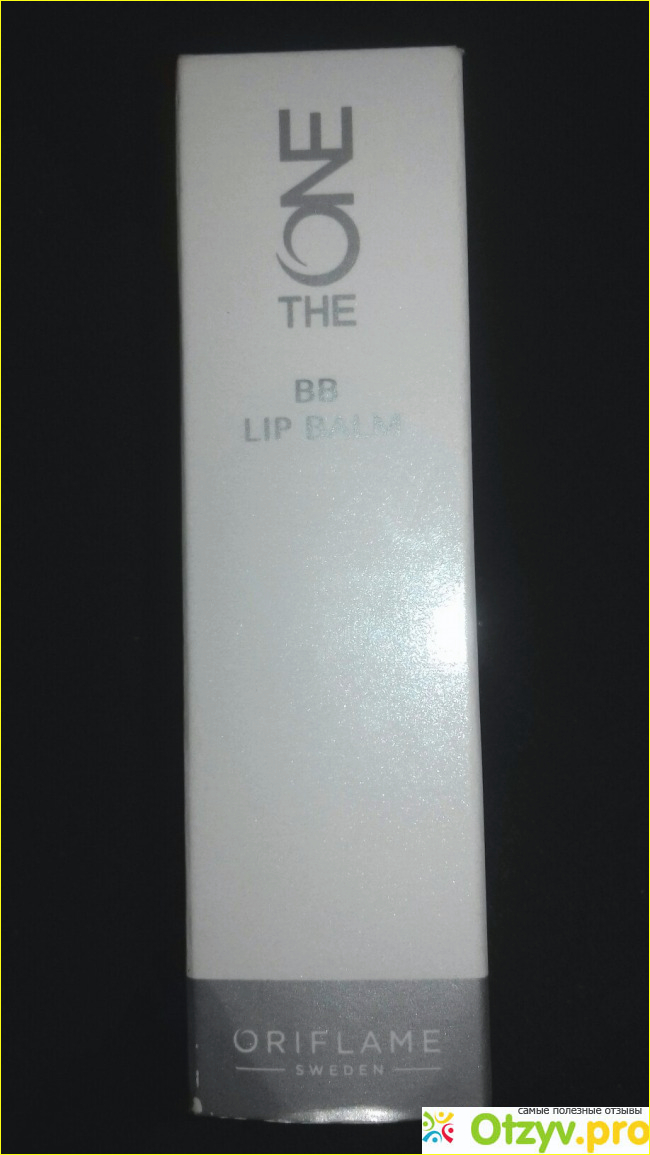 THE ONE
BB
LIP BALM
ORIFLAME
SWEDEN
самые полезные отзывы
Otzyv.pro